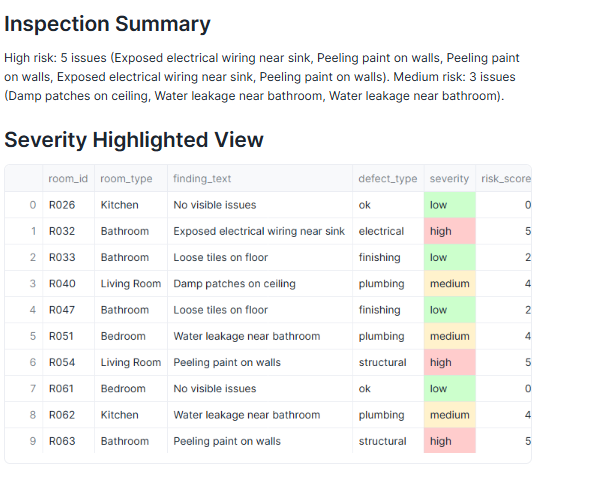 Inspection Summary
High risk: 5 issues (Exposed electrical wiring near sink, Peeling paint on walls, Peeling paint
on walls, Exposed electrical wiring near sink, Peeling paint on walls). Medium risk: 3 issues
(Damp patches on ceiling, Water leakage near bathroom, Water leakage near bathroom).
Severity Highlighted View
room_id room_type finding_text defect_type severity risk_score
0 R026 Kitchen No visible issues ok low 0
1 R032 Bathroom Exposed electrical wiring near sink electrical high 5
2 R033 Bathroom Loose tiles on floor finishing low 2
3 R040 Living Room Damp patches on ceiling plumbing medium 4
4 R047 Bathroom Loose tiles on floor finishing low 2
5 R051 Bedroom Water leakage near bathroom plumbing medium 4
6 R054 Living Room Peeling paint on walls structural high 5
7 R061 Bedroom No visible issues ok low 0
8 R062 Kitchen Water leakage near bathroom plumbing medium 4
9 R063 Bathroom Peeling paint on walls structural high 5